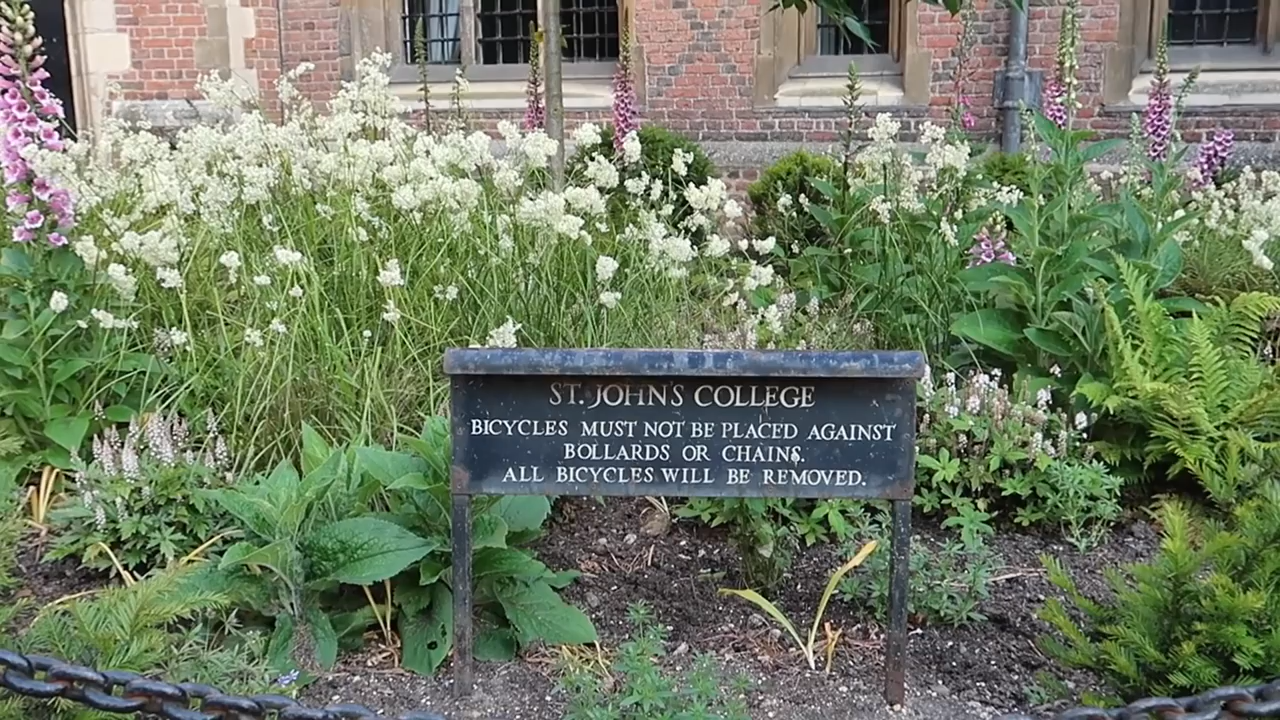 ST. JOHN'S COLLEGE
BICYCLES MUST NOT BE PLACED AGAINST
BOLLARDS OR CHAINS.
ALL BICYCLES WILL BE REMOVED.